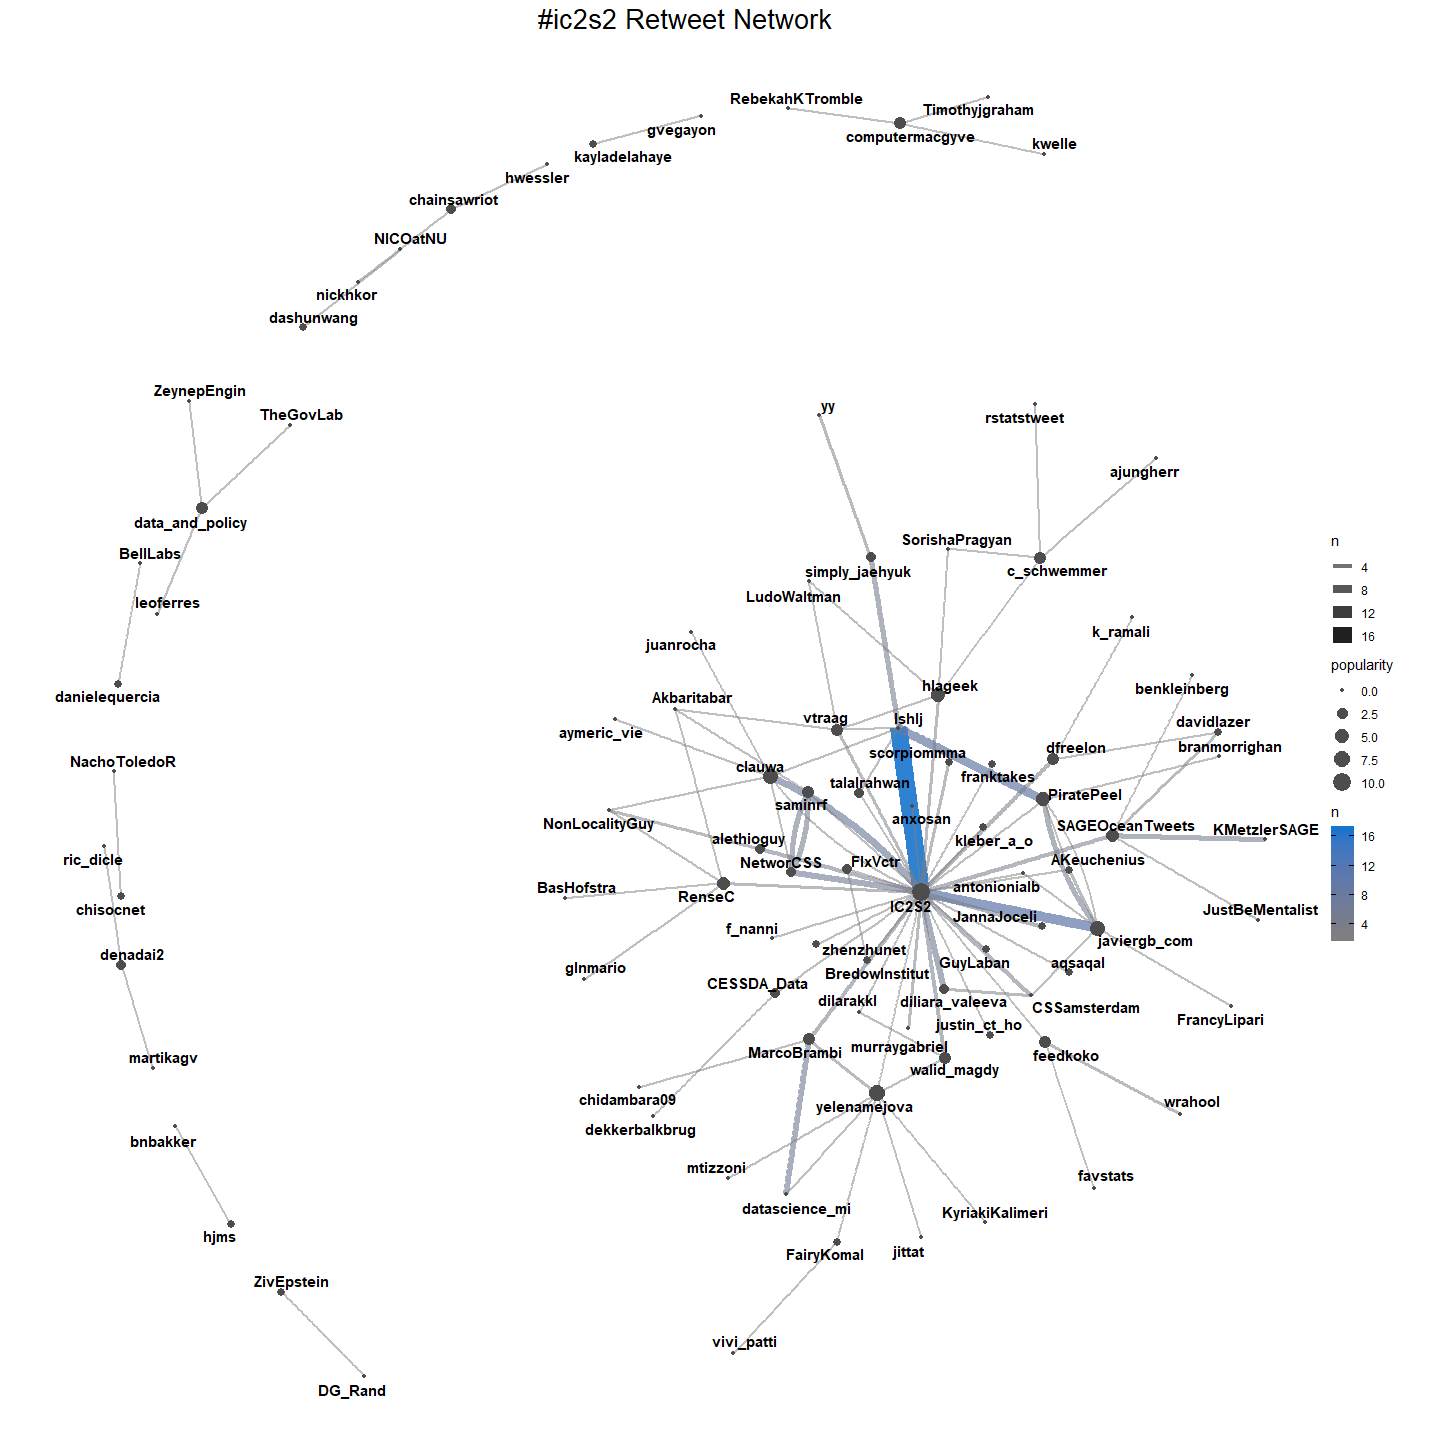 #ic2s2 Retweet Network
RebekahKTromble
Timothyjgraham
gvegayon
computermacgyve
kwelle
kayladelahaye
hwessler
chainsawriot
NICOatNU
nickhkor
dashunwang
ZeynepEngin
TheGovLab
yy
rstatstweet
ajungherr
data_and_policy
SorishaPragyan
BellLabs
simply_jaehyuk
c_schwemmer
LudoWaltman
leoferres
k_ramali
juanrocha
hlageek
benkleinberg
danielequercia
Akbaritabar
vtraag
lshlj
davidlazer
aymeric_vie
scorpiommma
dfreelon
branmorrighan
NachoToledoR
clauwa
talalrahwan
franktakes
saminrf
PiratePeel
NonLocalityGuy
anxosan
SAGEOceanTweets
KMetzlerSAGE
alethioguy
kleber_a_o
ric_dicle
NetworCSS
FlxVctr
AKeuchenius
BasHofstra
antonionialb
RenseC
IC2S2
chisocnet
JannaJoceli
JustBeMentalist
f_nanni
javiergb_com
denadai2
zhenzhunet
GuyLaban
aqsaqal
glnmario
BredowInstitut
CESSDA_Data
dilarakkl
diliara_valeeva
CSSamsterdam
FrancyLipari
justin_ct_ho
murraygabriel
MarcoBrambi
feedkoko
martikagv
walid_magdy
chidambara09
yelenamejova
wrahool
dekkerbalkbrug
bnbakker
mtizzoni
favstats
datascience_mi
KyriakiKalimeri
hjms
FairyKomal
jittat
ZivEpstein
vivi_patti
DG_Rand
n
4
8
12
16
popularity
0.0
2.5
5.0
7.5
10.0
n
16
12
8
4